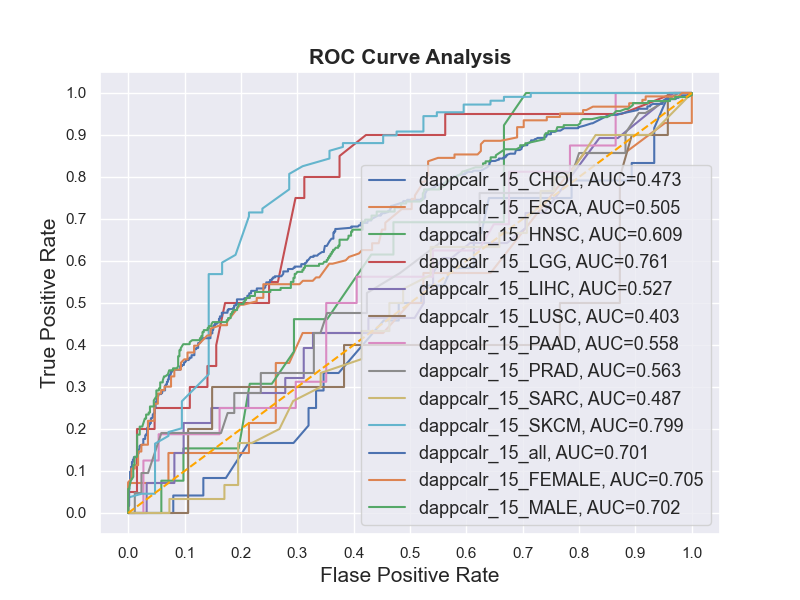 ROC Curve Analysis
True Positive Rate
1.0
0.9
0.8
0.7
0.6
0.5
0.4
0.3
0.2
0.1
0.0
dappcalr_15_CHOL, AUC=0.473
dappcalr_15_ESCA, AUC=0.505
dappcalr_15_HNSC, AUC=0.609
dappcalr_15_LGG, AUC=0.761
dappcalr_15_LIHC, AUC=0.527
dappcalr_15_LUSC, AUC=0.403
dappcalr_15_PAAD, AUC=0.558
dappcalr_15_PRAD, AUC=0.563
dappcalr_15_SARC, AUC=0.487
dappcalr_15_SKCM, AUC=0.799
dappcalr_15_all, AUC=0.701
dappcalr_15_FEMALE, AUC=0.705
dappcalr_15_MALE, AUC=0.702
0.0 0.1 0.2 0.3 0.4 0.5 0.6 0.7 0.8 0.9 1.0
Flase Positive Rate